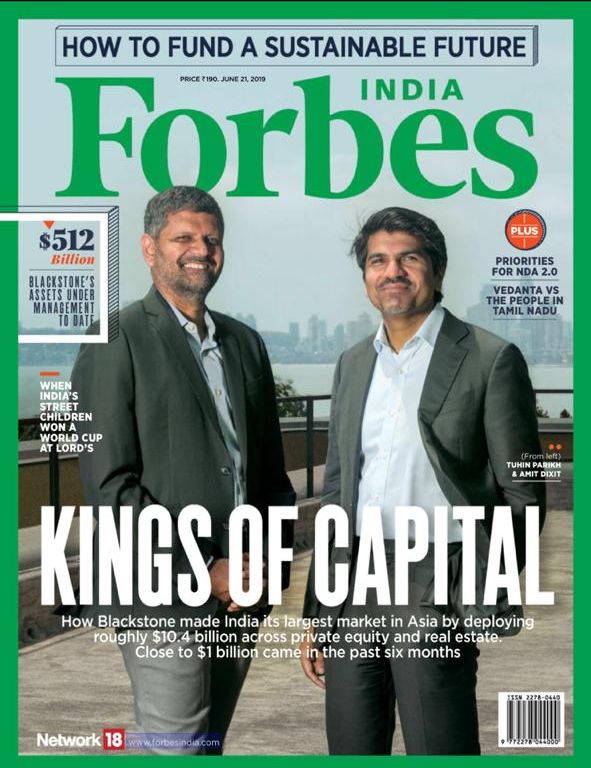 HOW TO FUND A SUSTAINABLE FUTURE
PRICE ₹190. JUNE 21, 2019
INDIA
Forbes
$512
Billion
BLACKSTONE'S
ASSETS UNDER
MANAGEMENT
TO DATE
PLUS
PRIORITIES
FOR NDA 2.0
VEDANTA VS
THE PEOPLE IN
TAMIL NADU
WHEN
INDIA'S
STREET
CHILDREN
WON A
WORLD CUP
AT LORD'S
(From left)
TUHIN PARIKH
& AMIT DIXIT
KINGS OF CAPITAL
How Blackstone made India its largest market in Asia by deploying
roughly $10.4 billion across private equity and real estate.
Close to $1 billion came in the past six months
ISSN 2278-0440
9 772278 044000
Network 18
www.forbesindia.com